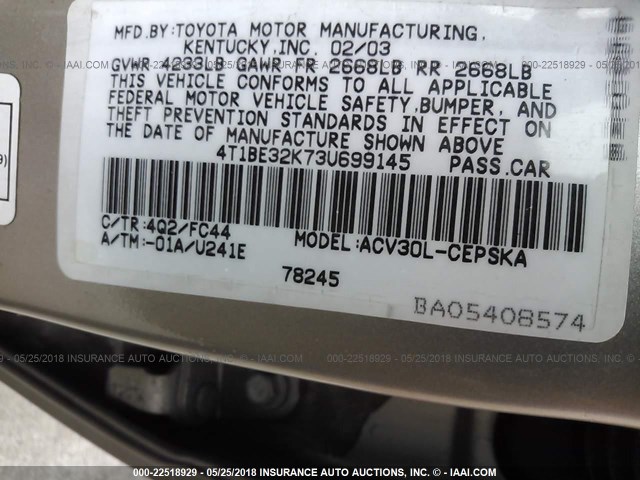 MFD.BY:TOYOTA MOTOR MANUFACTURING,
KENTUCKY,INC. 02/03
GVWR 4233LB GAWR FR 2668LB RR 2668LB
THIS VEHICLE CONFORMS TO ALL APPLICABLE
FEDERAL MOTOR VEHICLE SAFETY,BUMPER, AND
THEFT PREVENTION STANDARDS IN EFFECT ON
THE DATE OF MANUFACTURE SHOWN ABOVE
4T1BE32K73U699145 PASS.CAR
C/TR:4Q2/FC44
A/TM:-01A/U241E
MODEL:ACV30L-CEPSKA
78245
BA05408574
9)
000-22518929 - 05/25/2018 INSURANCE AUTO AUCTIONS - © - IAAI.COM